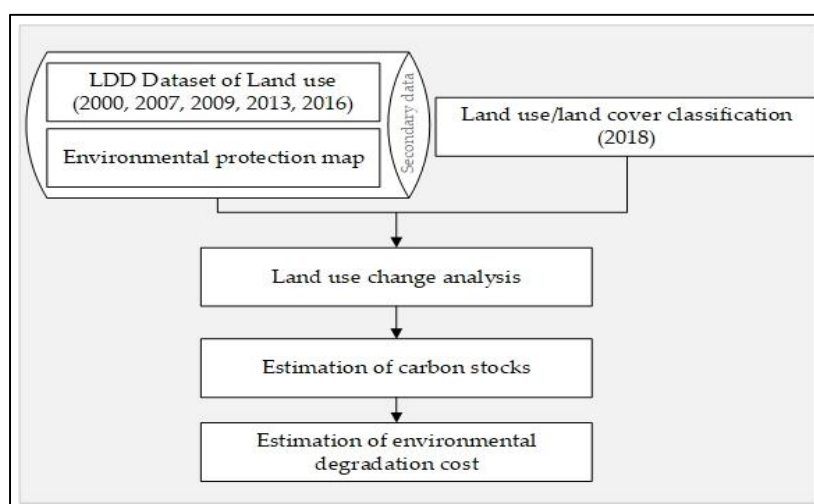 LDD Dataset of Land use
(2000, 2007, 2009, 2013, 2016)
Environmental protection map
Secondary data
Land use/land cover classification
(2018)
Land use change analysis
Estimation of carbon stocks
Estimation of environmental
degradation cost